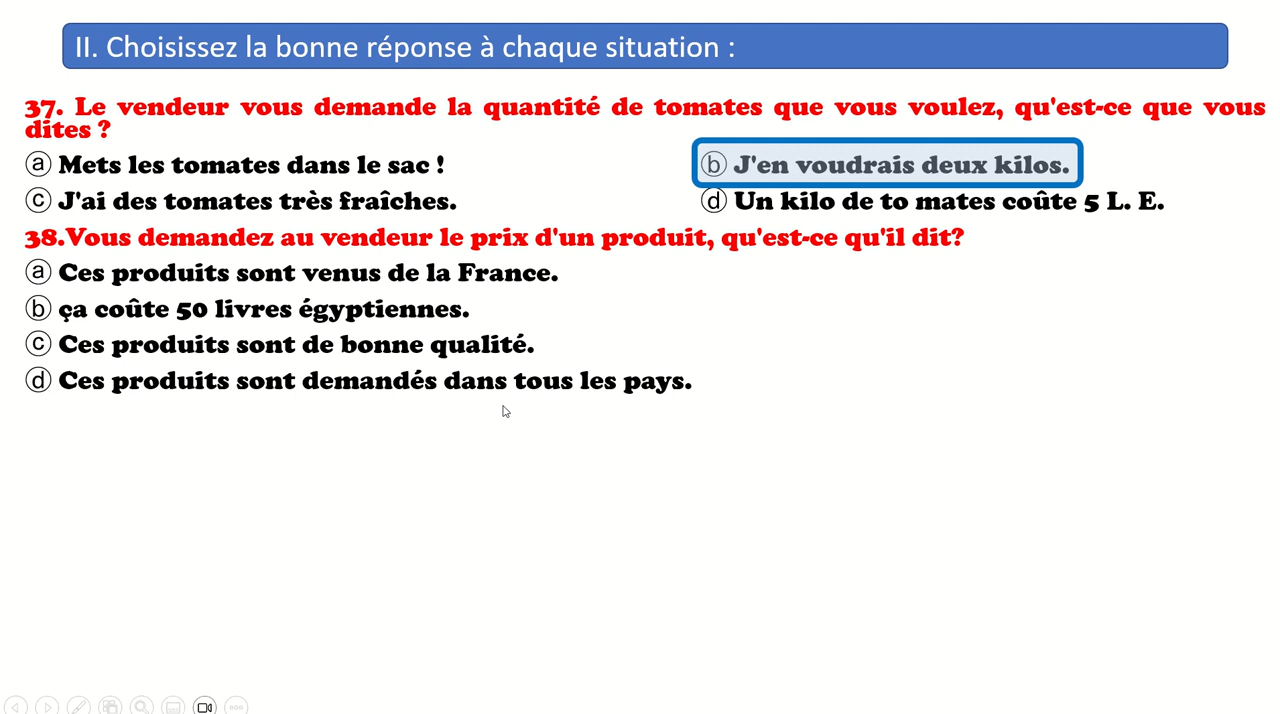 II. Choisissez la bonne réponse à chaque situation :
37. Le vendeur vous demande la quantité de tomates que vous voulez, qu'est-ce que vous
dites ?
ⓐ Mets les tomates dans le sac !
ⓑ J'en voudrais deux kilos.
ⓒ J'ai des tomates très fraîches.
ⓓ Un kilo de to mates coûte 5 L. E.
38.Vous demandez au vendeur le prix d'un produit, qu'est-ce qu'il dit?
ⓐ Ces produits sont venus de la France.
ⓑ ça coûte 50 livres égyptiennes.
ⓒ Ces produits sont de bonne qualité.
ⓓ Ces produits sont demandés dans tous les pays.